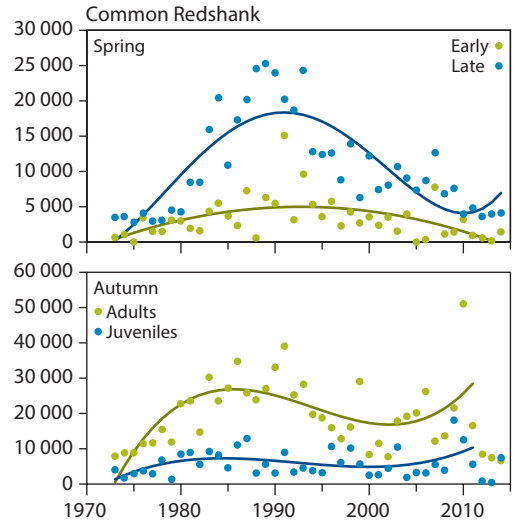 Common Redshank
30 000
Spring
Early
Late
25 000
20 000
15 000
10 000
5000
0
60 000
Autumn
Adults
Juveniles
50 000
40 000
30 000
20 000
10 000
0
1970 1980 1990 2000 2010